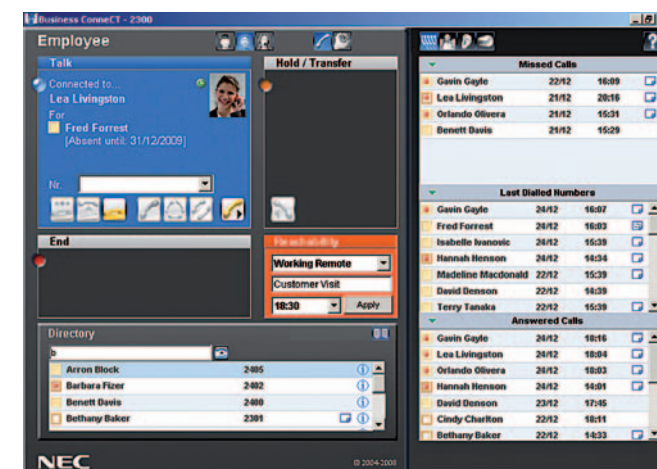 Business ConneCT - 2300
Employee
Talk
Hold / Transfer
Connected to...
Lea Livingston
For
Fred Forrest
[Absent until: 31/12/2009]
Nr.
End
Reachability
Working Remote
Customer Visit
18:30 Apply
Directory
b
Arron Block 2405
Barbara Fizer 2402
Benett Davis 2400
Bethany Baker 2301
NEC
© 2004-2008
?
Missed Calls
Gavin Gayle 22/12 16:09
Lea Livingston 21/12 20:16
Orlando Olivera 21/12 15:31
Benett Davis 21/12 15:29
Last Dialled Numbers
Gavin Gayle 24/12 16:07
Fred Forrest 24/12 16:03
Isabelle Ivanovic 24/12 15:39
Hannah Henson 24/12 14:34
Madeline Macdonald 22/12 15:39
David Denson 22/12 14:39
Terry Tanaka 22/12 15:39
Answered Calls
Gavin Gayle 24/12 18:16
Lea Livingston 24/12 18:04
Orlando Olivera 24/12 18:03
Hannah Henson 24/12 14:01
David Denson 23/12 17:45
Cindy Charlton 22/12 18:11
Bethany Baker 22/12 14:33